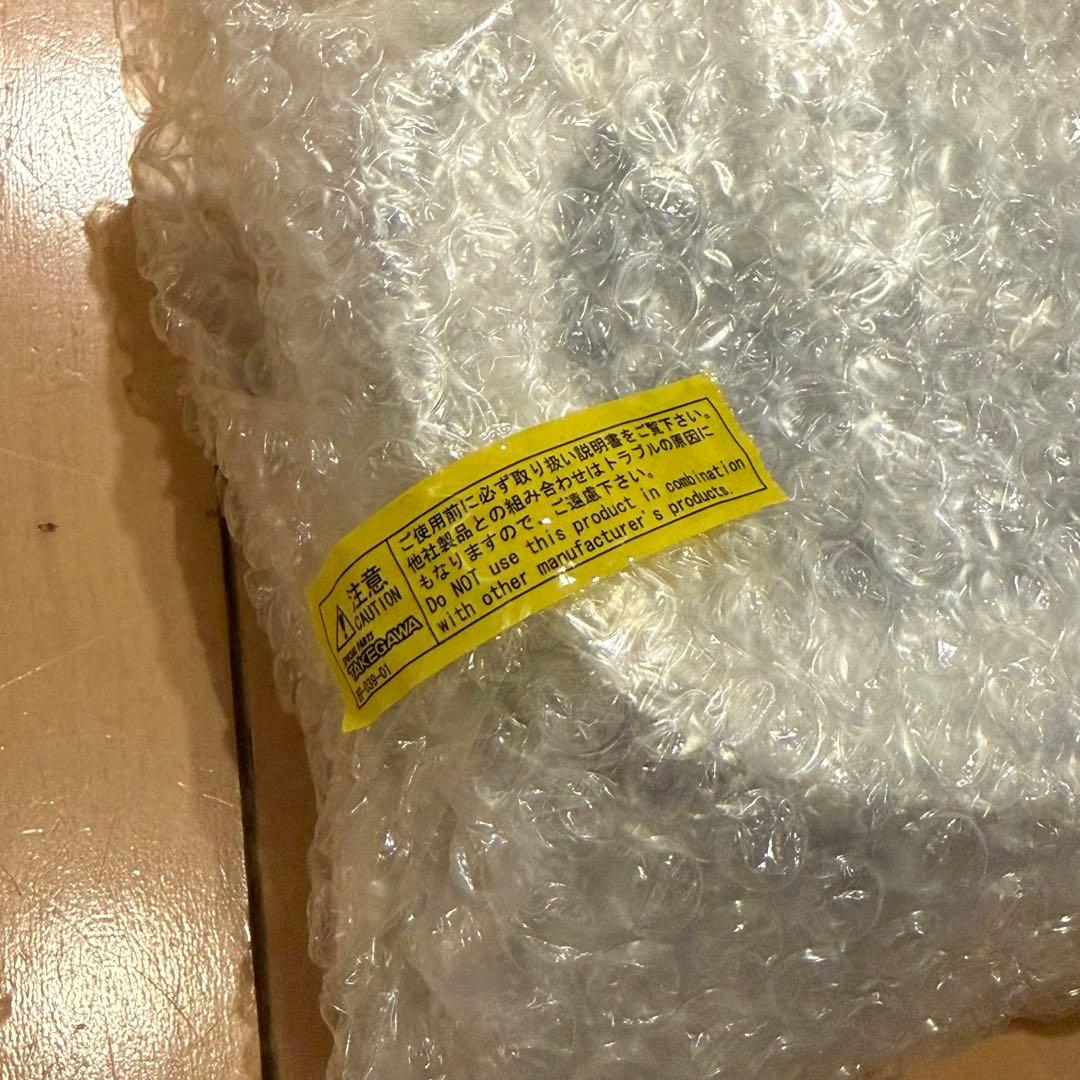 注意
CAUTION
SPECIAL PARTS
TAKEGAWA
ご使用前に必ず取り扱い説明書をご覧下さい。
他社製品との組み合わせはトラブルの原因に
もなりますので、ご遠慮下さい。
Do NOT use this product in combination
with other manufacturer's products.